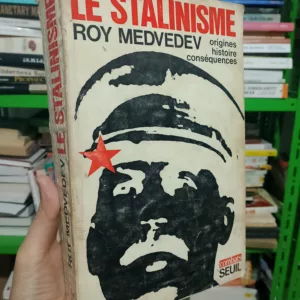 LE STALINISME
ROY MEDVEDEV
origines
histoire
conséquences
ROY MEDVEDEV LE STALINISME
SEUIL